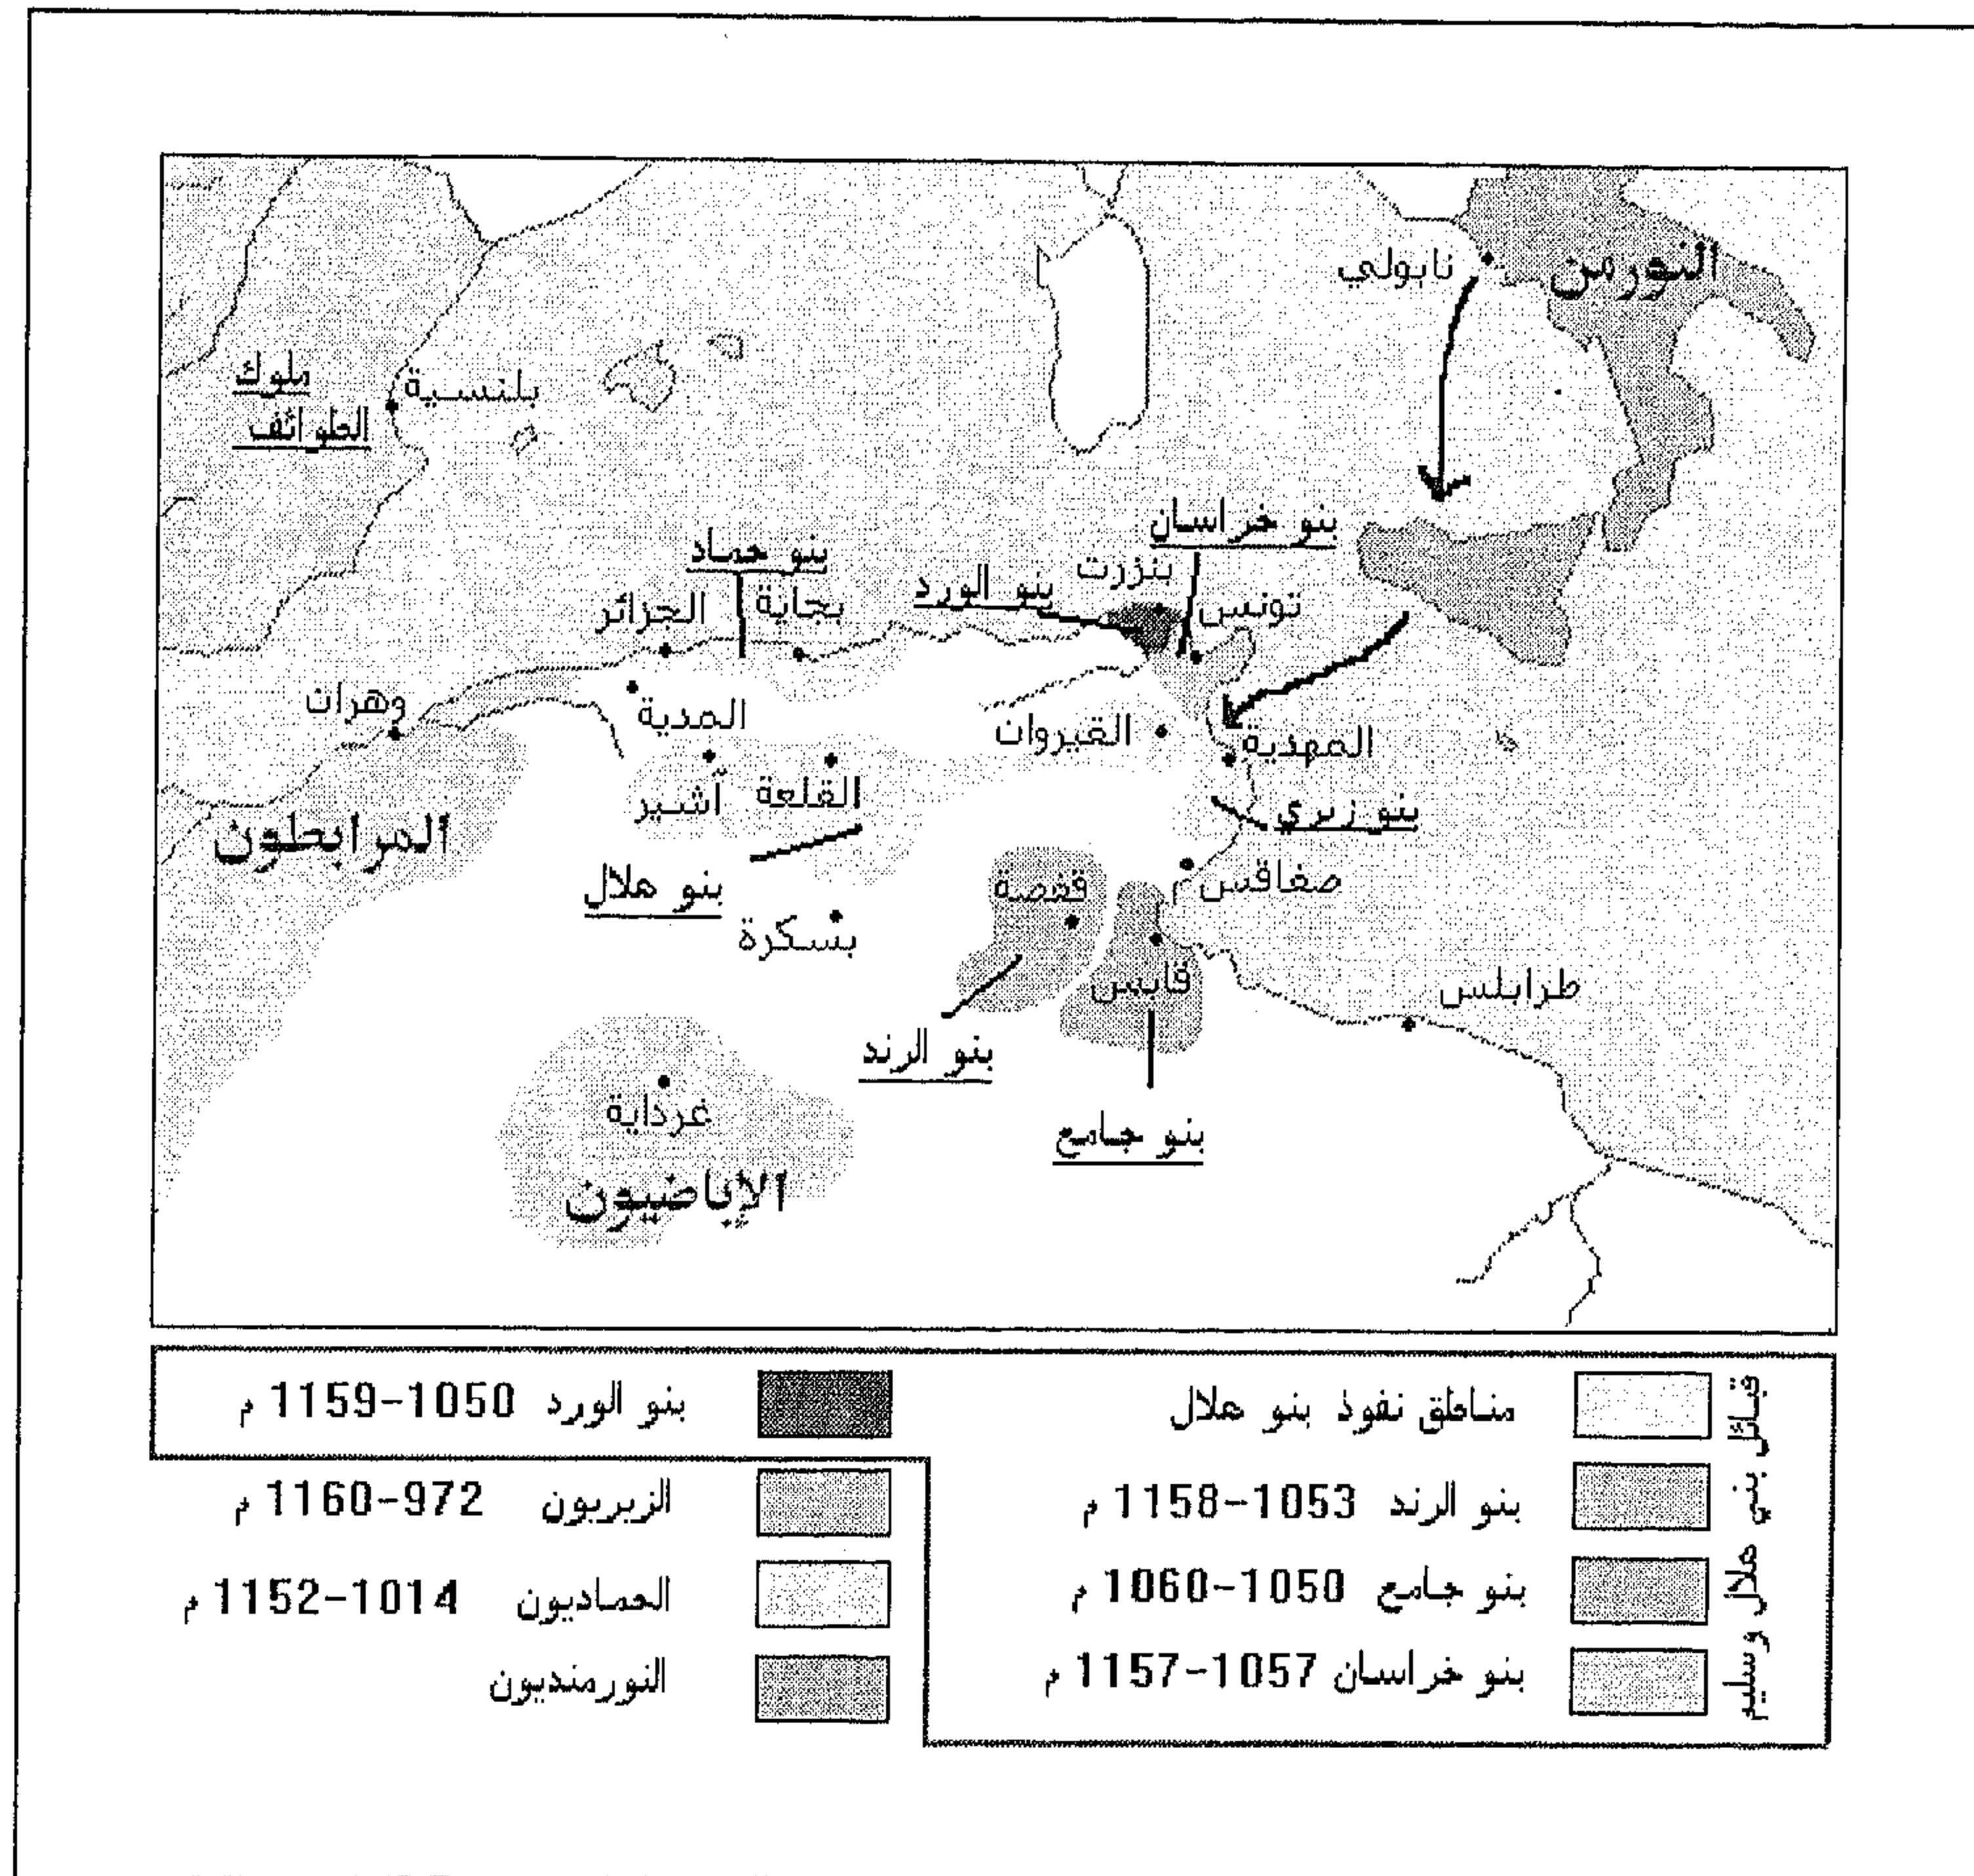 النورمن
نابولي
ملوك
الطوائف
بلنسية
بنو خراسان
بنو حماد
بنزرت
بنو الورد
تونس
بجاية
الجزائر
وهران
المدية
القيروان
المهدية
آشير
القلعة
بنو زيري
المرابطون
بنو هلال
صفاقس
قفصة
بسكرة
قابس
طرابلس
بنو الرند
غرداية
بنو جامع
الإباضيون
قبائل بني هلال وسليم
مناطق نفوذ بنو هلال
بنو الرند 1053-1158 م
بنو جامع 1050-1060 م
بنو خراسان 1057-1157 م
بنو الورد 1050-1159 م
الزيريون 972-1160 م
الحماديون 1014-1152 م
النورمنديون